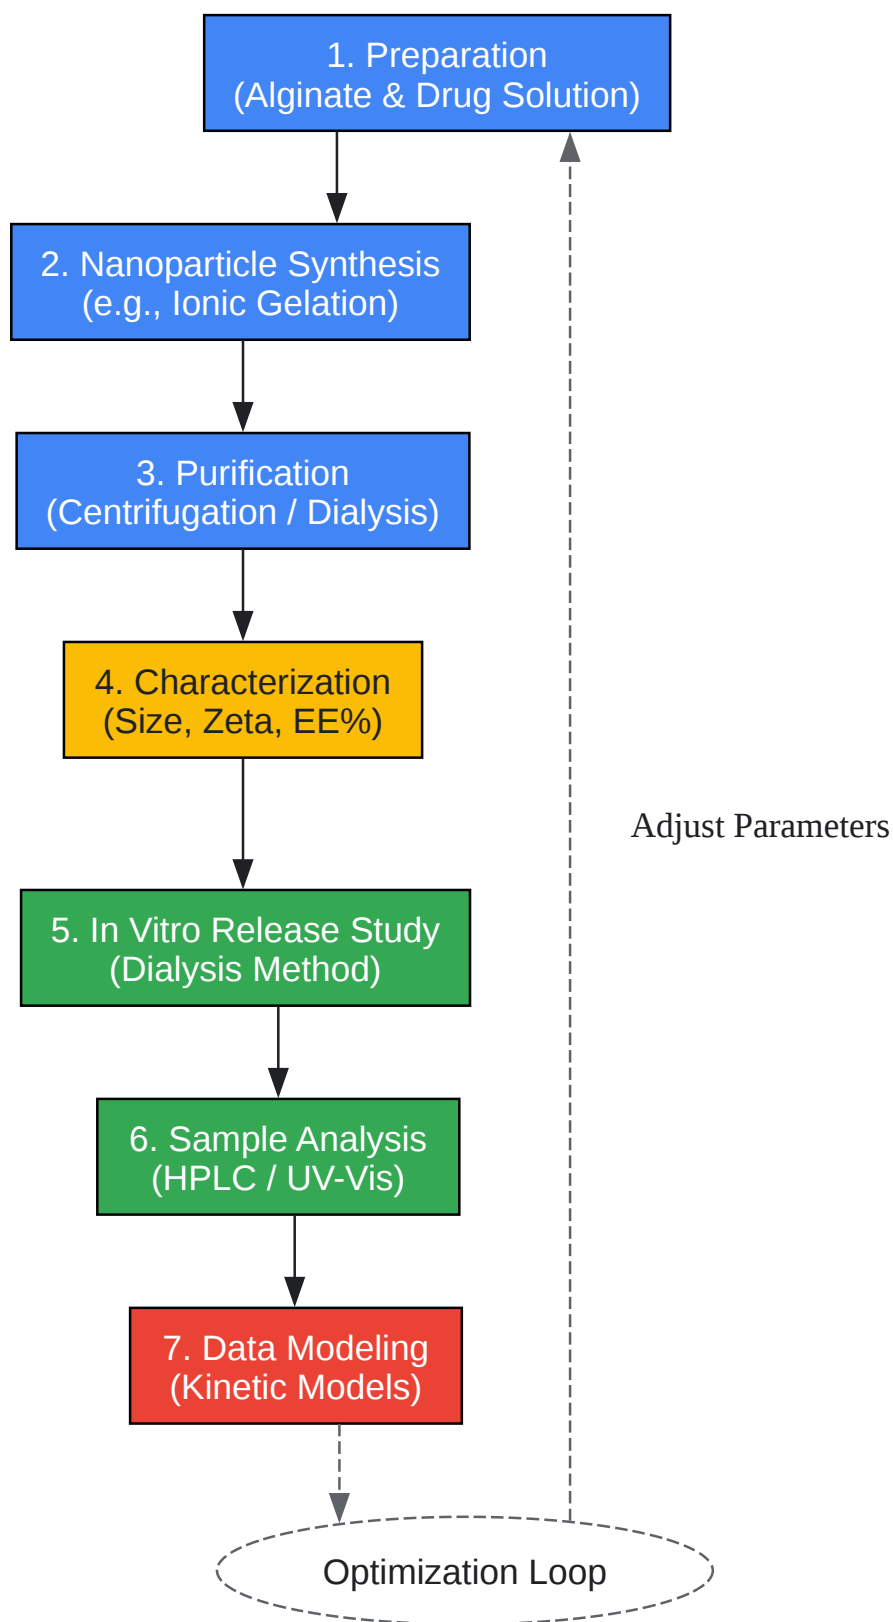 1. Preparation
(Alginate & Drug Solution)
2. Nanoparticle Synthesis
(e.g., Ionic Gelation)
3. Purification
(Centrifugation / Dialysis)
4. Characterization
(Size, Zeta, EE%)
Adjust Parameters
5. In Vitro Release Study
(Dialysis Method)
6. Sample Analysis
(HPLC / UV-Vis)
7. Data Modeling
(Kinetic Models)
Optimization Loop